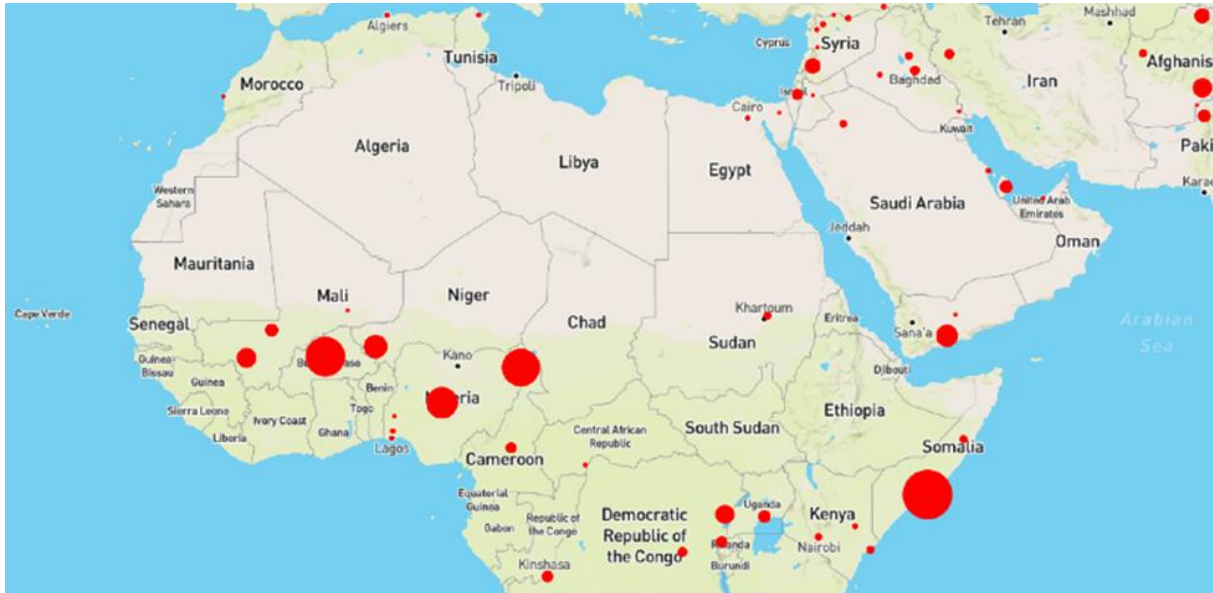 Algiers
Tehran
Mashhad
Cyprus
Syria
Tunisia
Afghanis
Morocco
Tripoli
Baghdad
Iran
Israel
Cairo
Kuwait
Algeria
Libya
Egypt
Paki
Western
Sahara
Karac
Saudi Arabia
United Arab
Emirates
Jeddah
Oman
Mauritania
Mali
Niger
Chad
Khartoum
Cape Verde
Senegal
Eritrea
Arabian
Sea
Sana'a
Sudan
Kano
Guinea-
Bissau
Djibouti
Guinea
Benin
Nigeria
Ethiopia
Sierra Leone
Ivory Coast
Togo
Ghana
Liberia
Lagos
Central African
Republic
South Sudan
Somalia
Cameroon
Equatorial
Guinea
Uganda
Gabon
Republic of
the Congo
Democratic
Republic of
the Congo
Kenya
Rwanda
Nairobi
Burundi
Kinshasa